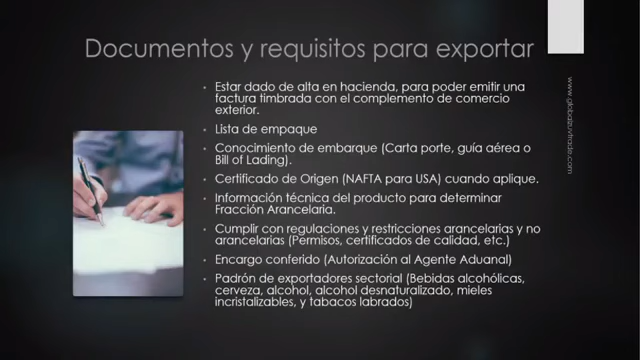 Documentos y requisitos para exportar
Estar dado de alta en hacienda, para poder emitir una
factura timbrada con el complemento de comercio
exterior.
Lista de empaque
Conocimiento de embarque (Carta porte, guía aérea o
Bill of Lading).
Certificado de Origen (NAFTA para USA) cuando aplique.
Información técnica del producto para determinar
Fracción Arancelaria.
Cumplir con regulaciones y restricciones arancelarias y no
arancelarias (Permisos, certificados de calidad, etc.)
Encargo conferido (Autorización al Agente Aduanal)
Padrón de exportadores sectorial (Bebidas alcohólicas,
cerveza, alcohol, alcohol desnaturalizado, mieles
incristalizables, y tabacos labrados)